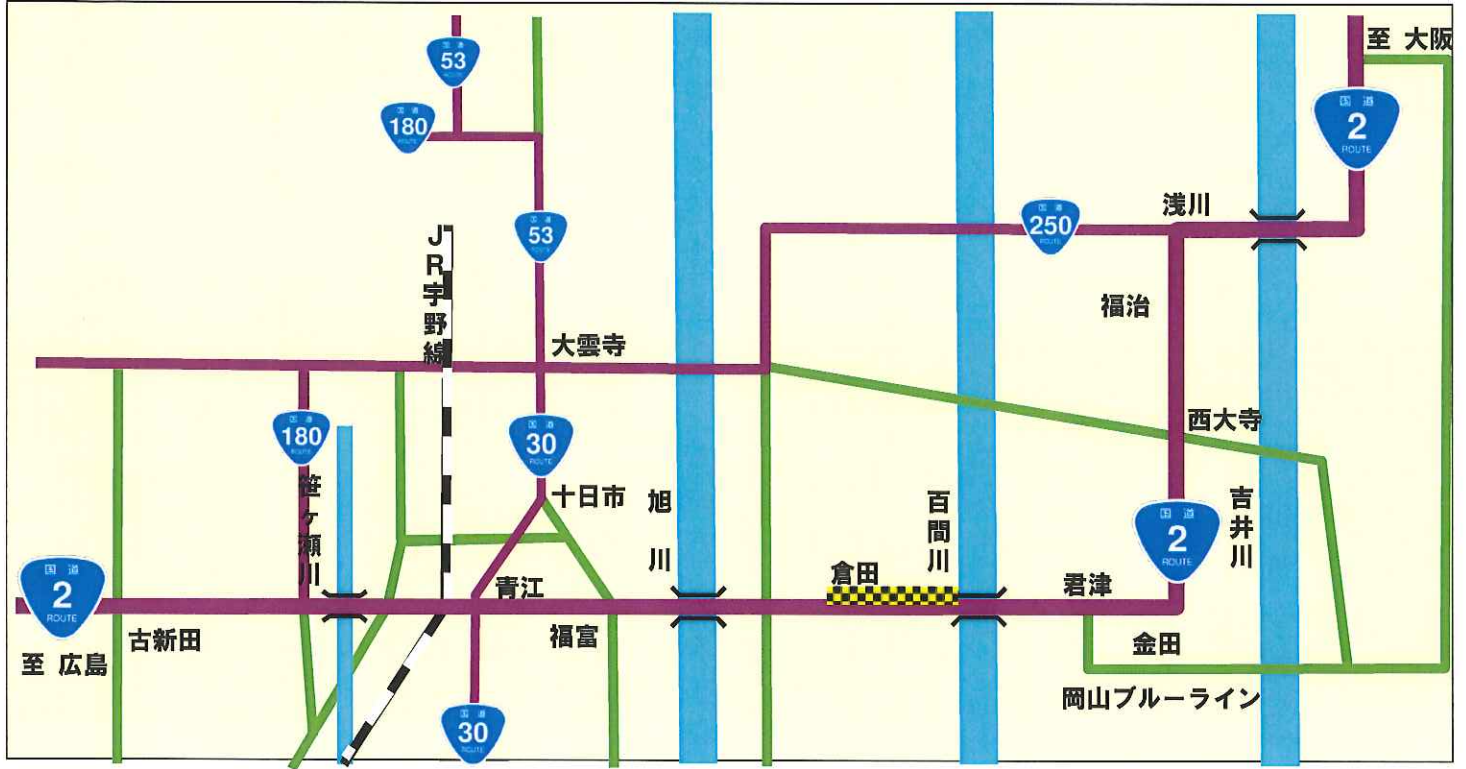 国道
53
ROUTE
至 大阪
国道
180
ROUTE
国道
2
ROUTE
国道
53
ROUTE
国道
250
ROUTE
浅川
JR宇野線
福治
大雲寺
国道
180
ROUTE
国道
30
ROUTE
西大寺
笹ヶ瀬川
十日市
旭川
百間川
吉井川
国道
2
ROUTE
国道
2
ROUTE
青江
倉田
君津
古新田
福富
金田
至 広島
岡山ブルーライン
国道
30
ROUTE